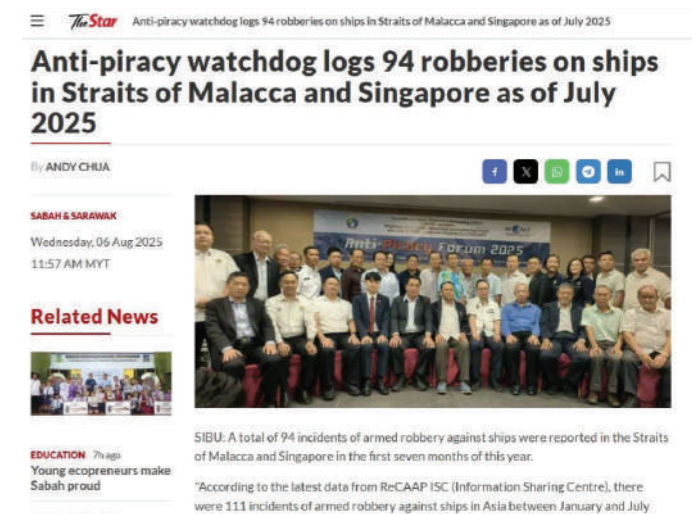 The Star Anti-piracy watchdog logs 94 robberies on ships in Straits of Malacca and Singapore as of July 2025
Anti-piracy watchdog logs 94 robberies on ships
in Straits of Malacca and Singapore as of July
2025
By ANDY CHUA
SABAH & SARAWAK
Wednesday, 06 Aug 2025
11:57 AM MYT
Anti-Piracy Forum 2025
Related News
EDUCATION 7h ago
Young ecopreneurs make
Sabah proud
SIBU: A total of 94 incidents of armed robbery against ships were reported in the Straits
of Malacca and Singapore in the first seven months of this year.
"According to the latest data from ReCAAP ISC (Information Sharing Centre), there
were 111 incidents of armed robbery against ships in Asia between January and July